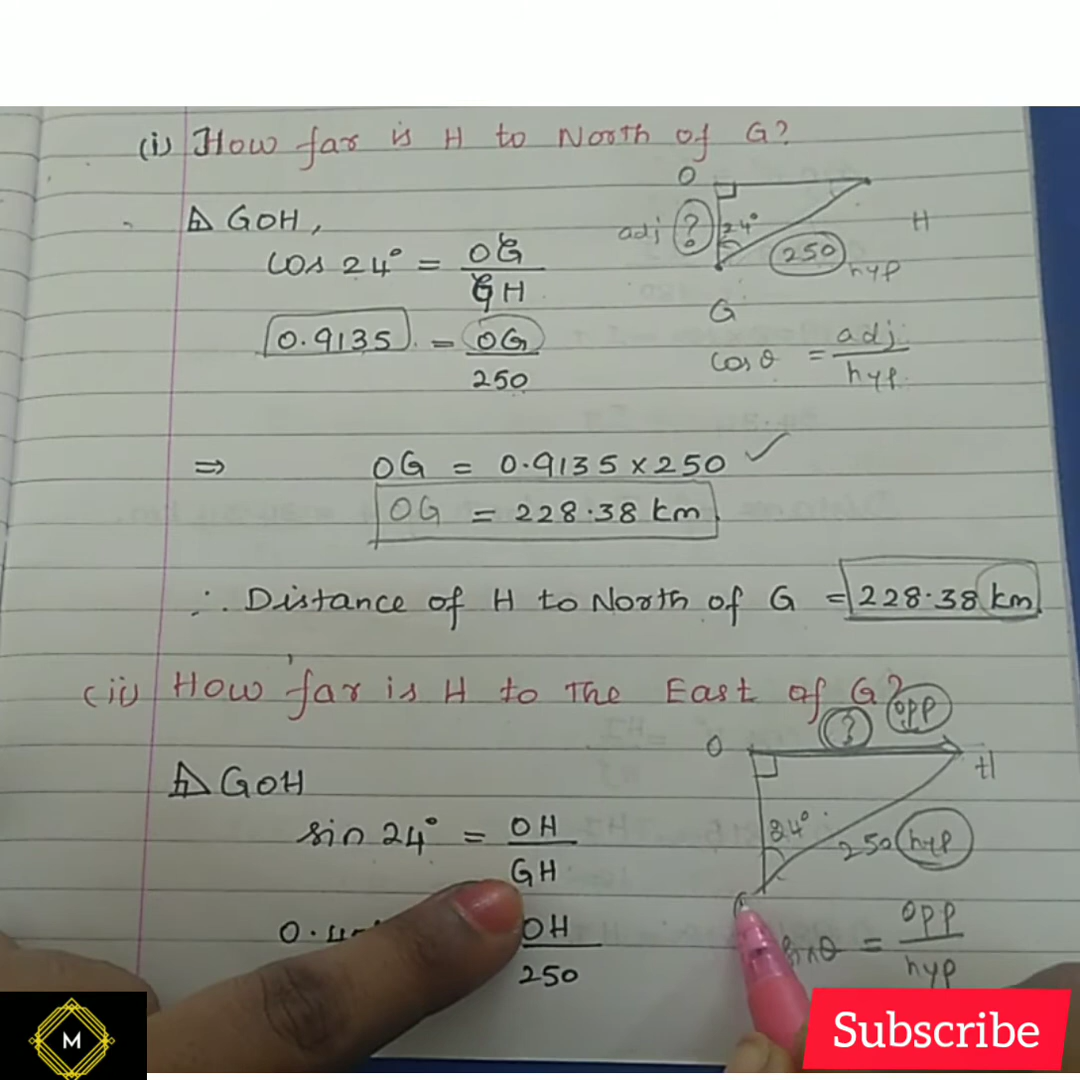 (i) How far is H to North of G?
O
△ GOH,
adj ? 24° H
cos 24° = OG / GH
250 hyp
G
0.9135 = OG / 250
cos θ = adj / hyp
⇒ OG = 0.9135 × 250 ✓
OG = 228.38 km
∴ Distance of H to North of G = 228.38 km
(ii) How far is H to The East of G?
? opp
O H
△ GOH
sin 24° = OH / GH
24° 250 hyp
OH / 250
sin θ = opp / hyp
M
Subscribe